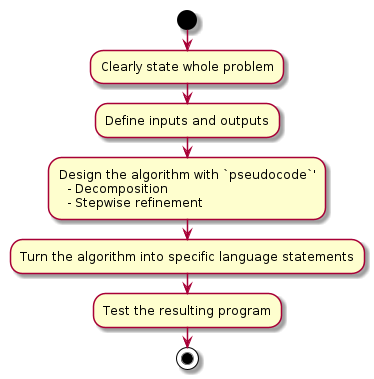 Clearly state whole problem
Define inputs and outputs
Design the algorithm with `pseudocode`'
- Decomposition
- Stepwise refinement
Turn the algorithm into specific language statements
Test the resulting program